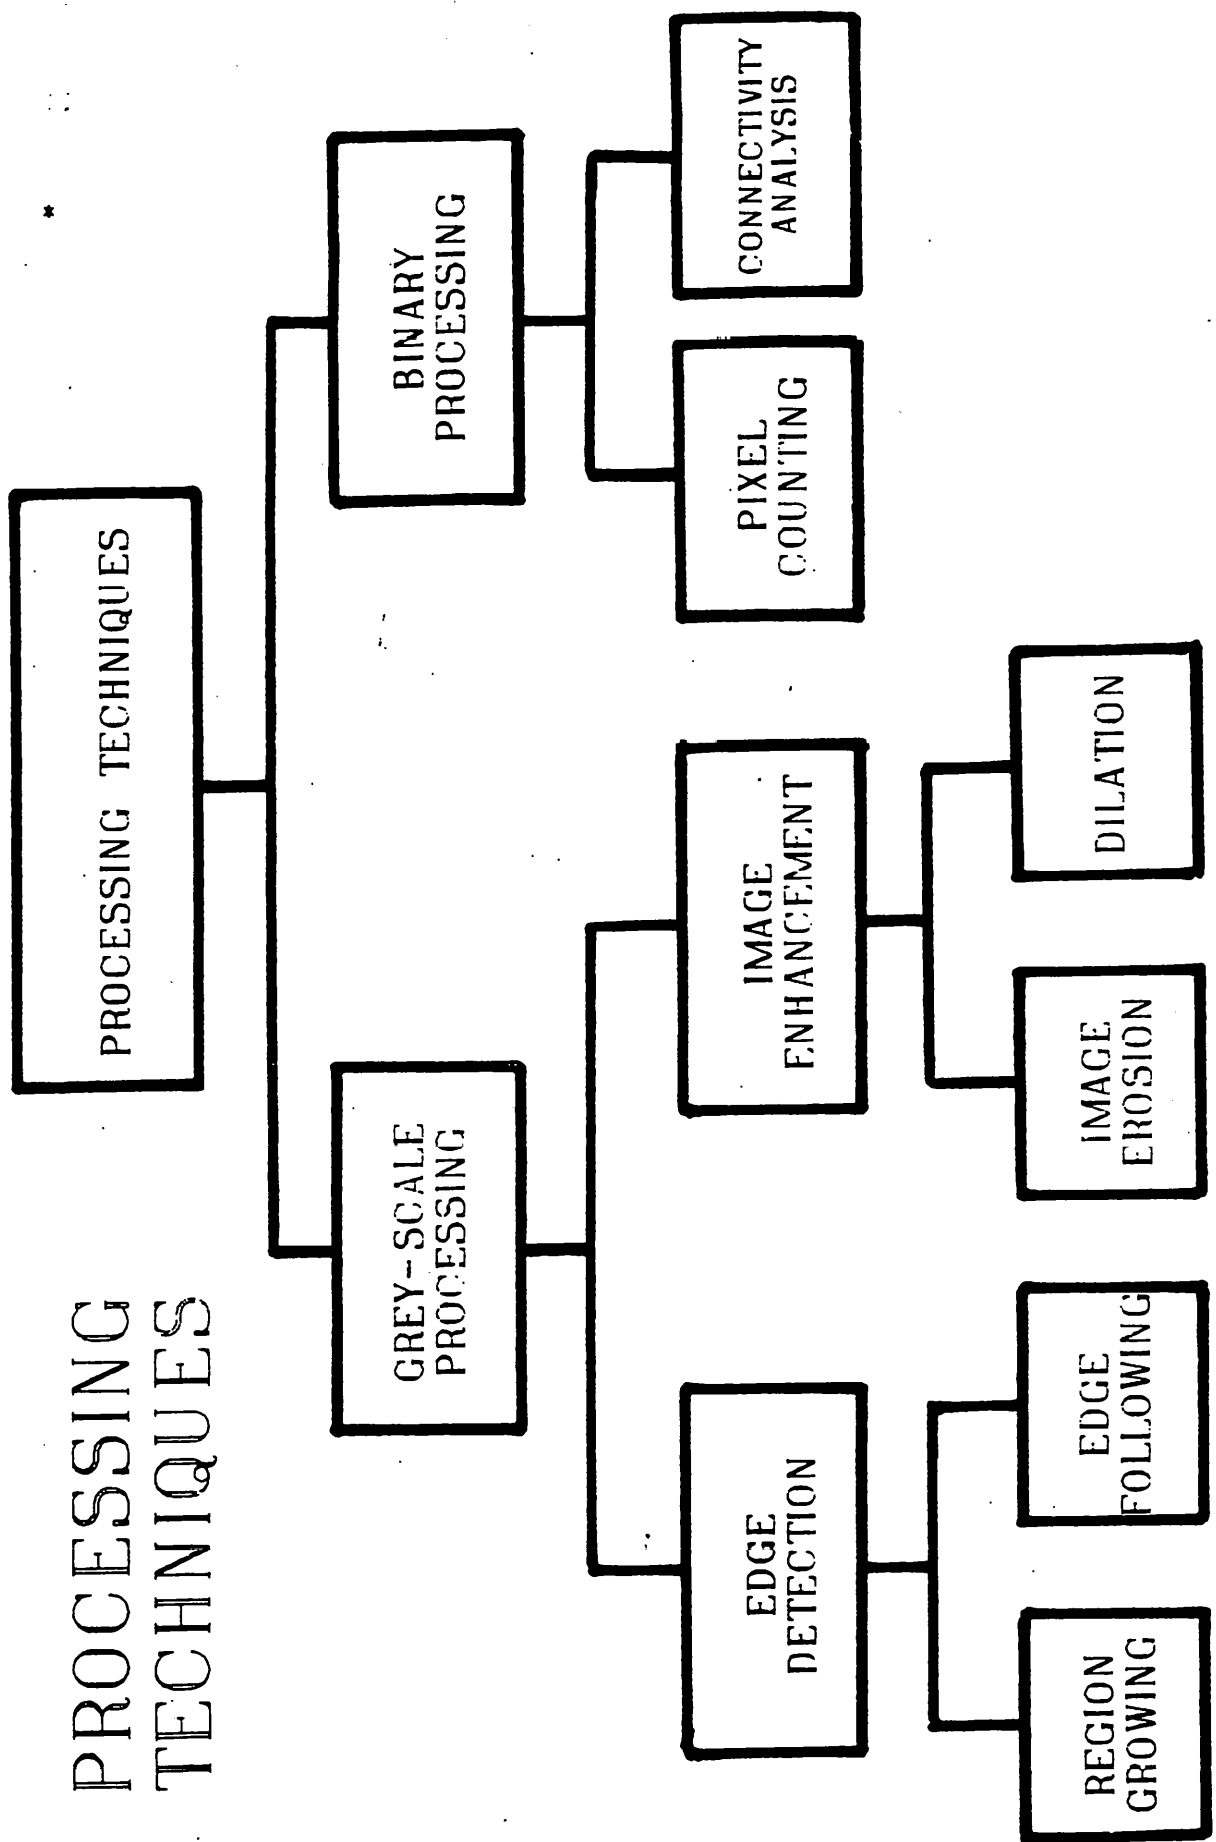 PROCESSING
TECHNIQUES
PROCESSING TECHNIQUES
GREY-SCALE
PROCESSING
BINARY
PROCESSING
EDGE
DETECTION
IMAGE
ENHANCEMENT
PIXEL
COUNTING
CONNECTIVITY
ANALYSIS
REGION
GROWING
EDGE
FOLLOWING
IMAGE
EROSION
DILATION